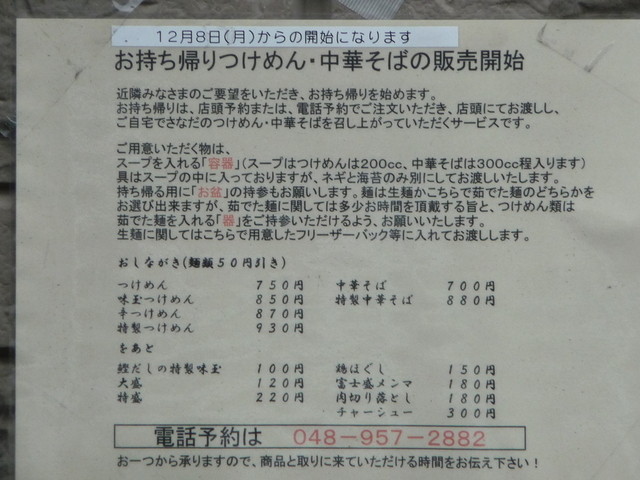 12月8日(月)からの開始になります
お持ち帰りつけめん・中華そばの販売開始
近隣みなさまのご要望をいただき、お持ち帰りを始めます。
お持ち帰りは、店頭予約または、電話予約でご注文いただき、店頭にてお渡しし、
ご自宅でさなだのつけめん・中華そばを召し上がっていただくサービスです。
ご用意いただく物は、
スープを入れる「容器」(スープはつけめんは200cc、中華そばは300cc程入ります)
具はスープの中に入っておりますが、ネギと海苔のみ別にしてお渡しいたします。
持ち帰る用に「お盆」の持参もお願いします。麺は生麺かこちらで茹でた麺のどちらかを
お選び出来ますが、茹でた麺に関しては多少お時間を頂戴する旨と、つけめん類は
茹でた麺を入れる「器」をご持参いただけるよう、お願いいたします。
生麺に関してはこちらで用意したフリーザーバック等に入れてお渡しします。
おしながき(麺類50円引き)
つけめん 750円 中華そば 700円
味玉つけめん 850円 特製中華そば 880円
辛つけめん 870円
特製つけめん 930円
をあと
鰹だしの特製味玉 100円 鶏ほぐし 150円
大盛 120円 富士盛メンマ 180円
特盛 220円 肉切り落とし 180円
チャーシュー 300円
電話予約は 048-957-2882
お一つから承りますので、商品と取りに来ていただける時間をお伝え下さい!